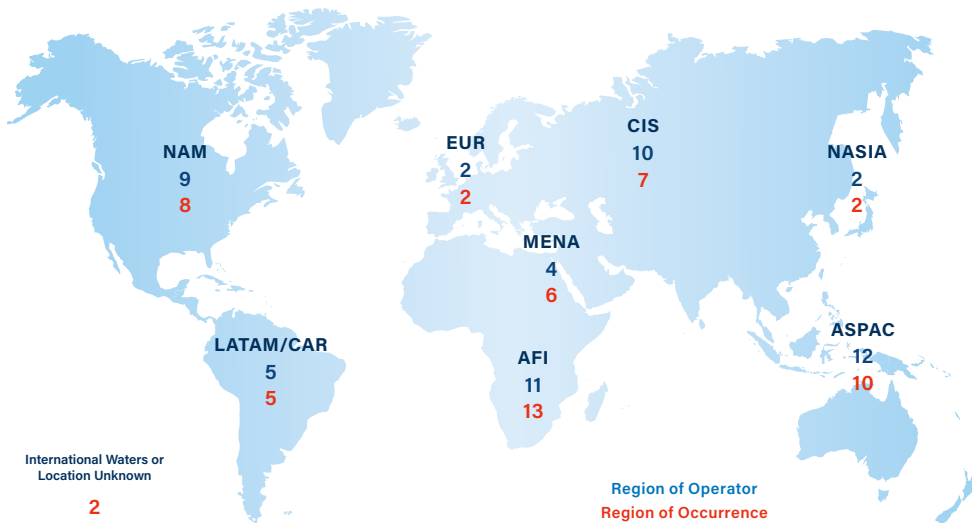 NAM
9
8
EUR
2
2
CIS
10
7
NASIA
2
2
MENA
4
6
LATAM/CAR
5
5
AFI
11
13
ASPAC
12
10
International Waters or
Location Unknown
2
Region of Operator
Region of Occurrence